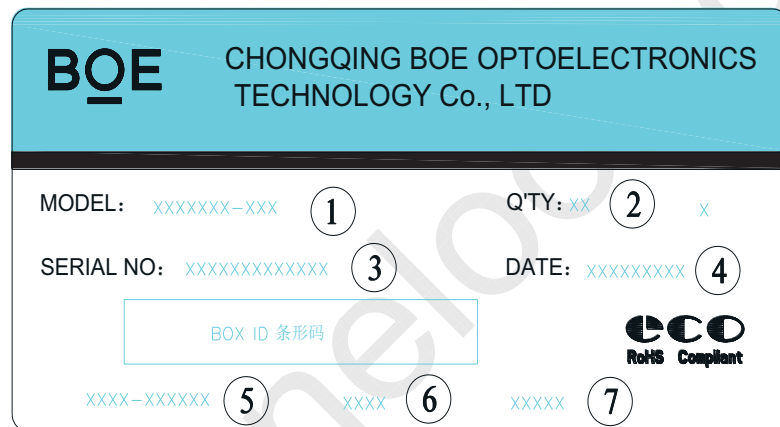 BOE
CHONGQING BOE OPTOELECTRONICS
TECHNOLOGY Co., LTD
MODEL： XXXXXXX-XXX ① Q'TY：XX ② X
SERIAL NO： XXXXXXXXXXXXX ③ DATE： XXXXXXXXX ④
BOX ID 条形码
eco
RoHS Compliant
XXXX-XXXXXX ⑤ XXXX ⑥ XXXXX ⑦